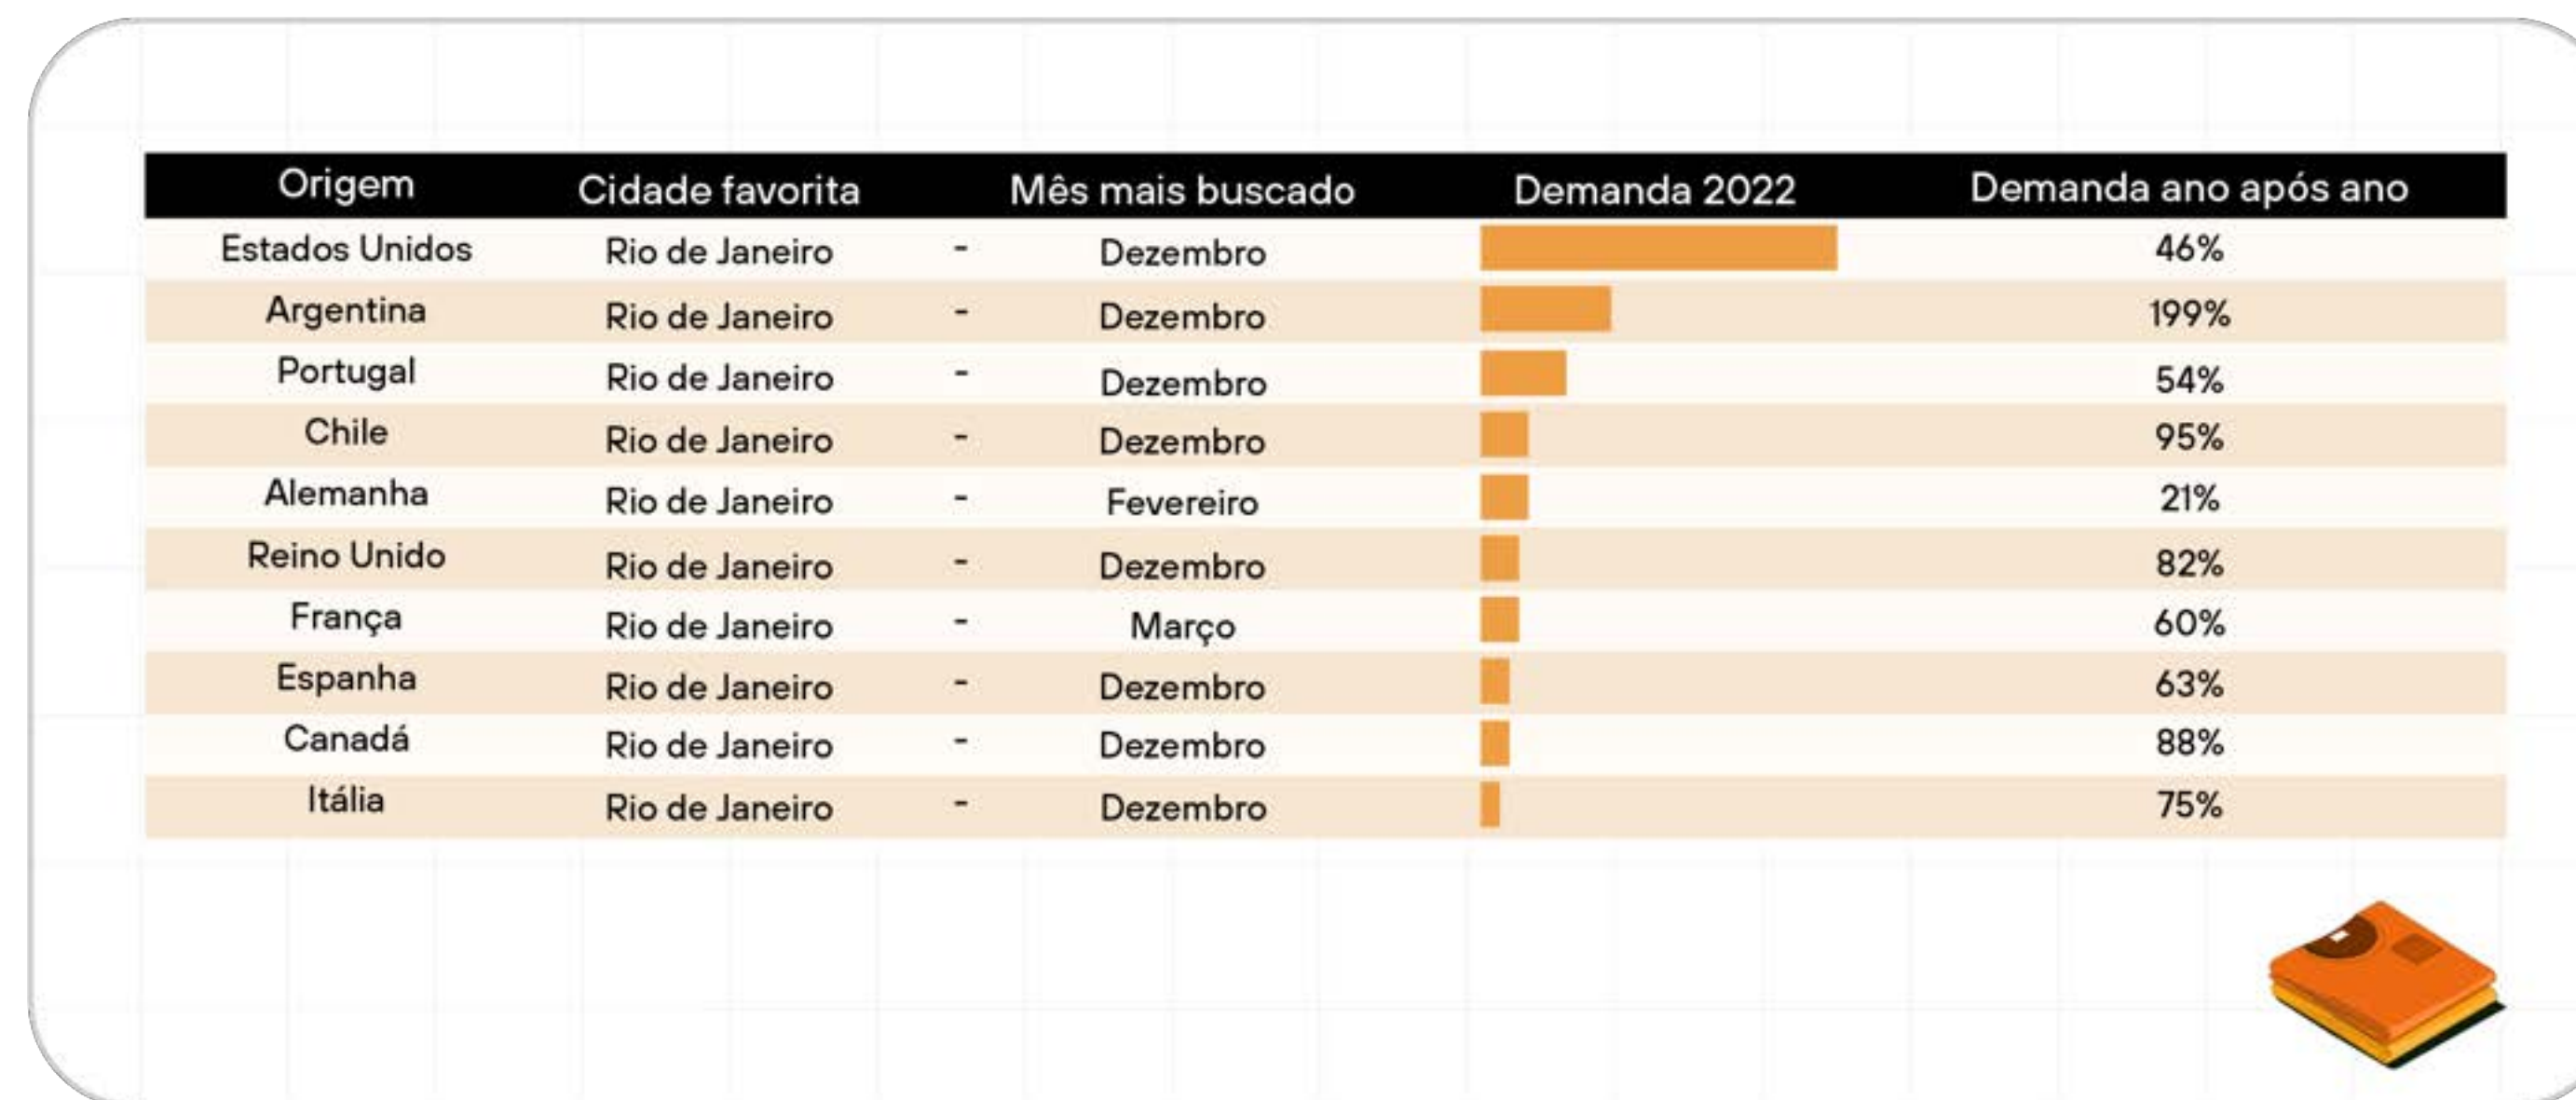 Origem Cidade favorita Mês mais buscado Demanda 2022 Demanda ano após ano
Estados Unidos Rio de Janeiro - Dezembro 46%
Argentina Rio de Janeiro - Dezembro 199%
Portugal Rio de Janeiro - Dezembro 54%
Chile Rio de Janeiro - Dezembro 95%
Alemanha Rio de Janeiro - Fevereiro 21%
Reino Unido Rio de Janeiro - Dezembro 82%
França Rio de Janeiro - Março 60%
Espanha Rio de Janeiro - Dezembro 63%
Canadá Rio de Janeiro - Dezembro 88%
Itália Rio de Janeiro - Dezembro 75%